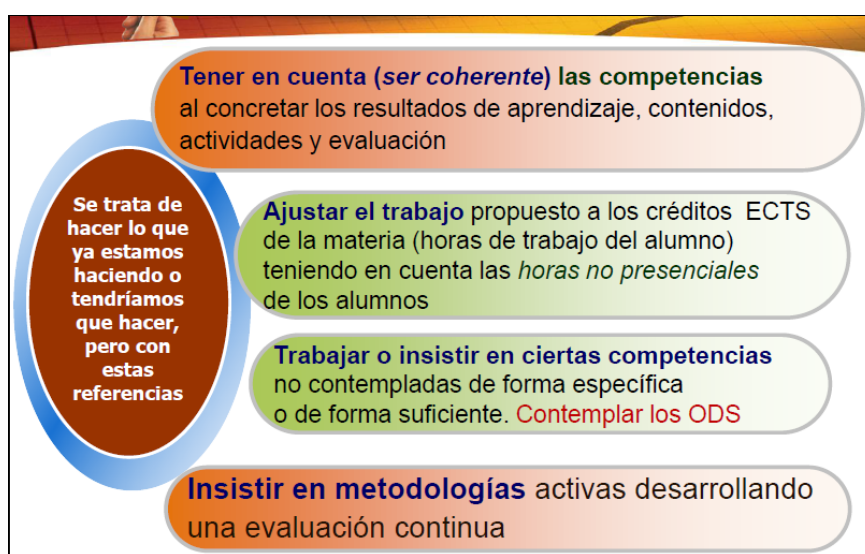 Tener en cuenta (ser coherente) las competencias
al concretar los resultados de aprendizaje, contenidos,
actividades y evaluación
Se trata de
hacer lo que
ya estamos
haciendo o
tendríamos
que hacer,
pero con
estas
referencias
Ajustar el trabajo propuesto a los créditos ECTS
de la materia (horas de trabajo del alumno)
teniendo en cuenta las horas no presenciales
de los alumnos
Trabajar o insistir en ciertas competencias
no contempladas de forma específica
o de forma suficiente. Contemplar los ODS
Insistir en metodologías activas desarrollando
una evaluación continua